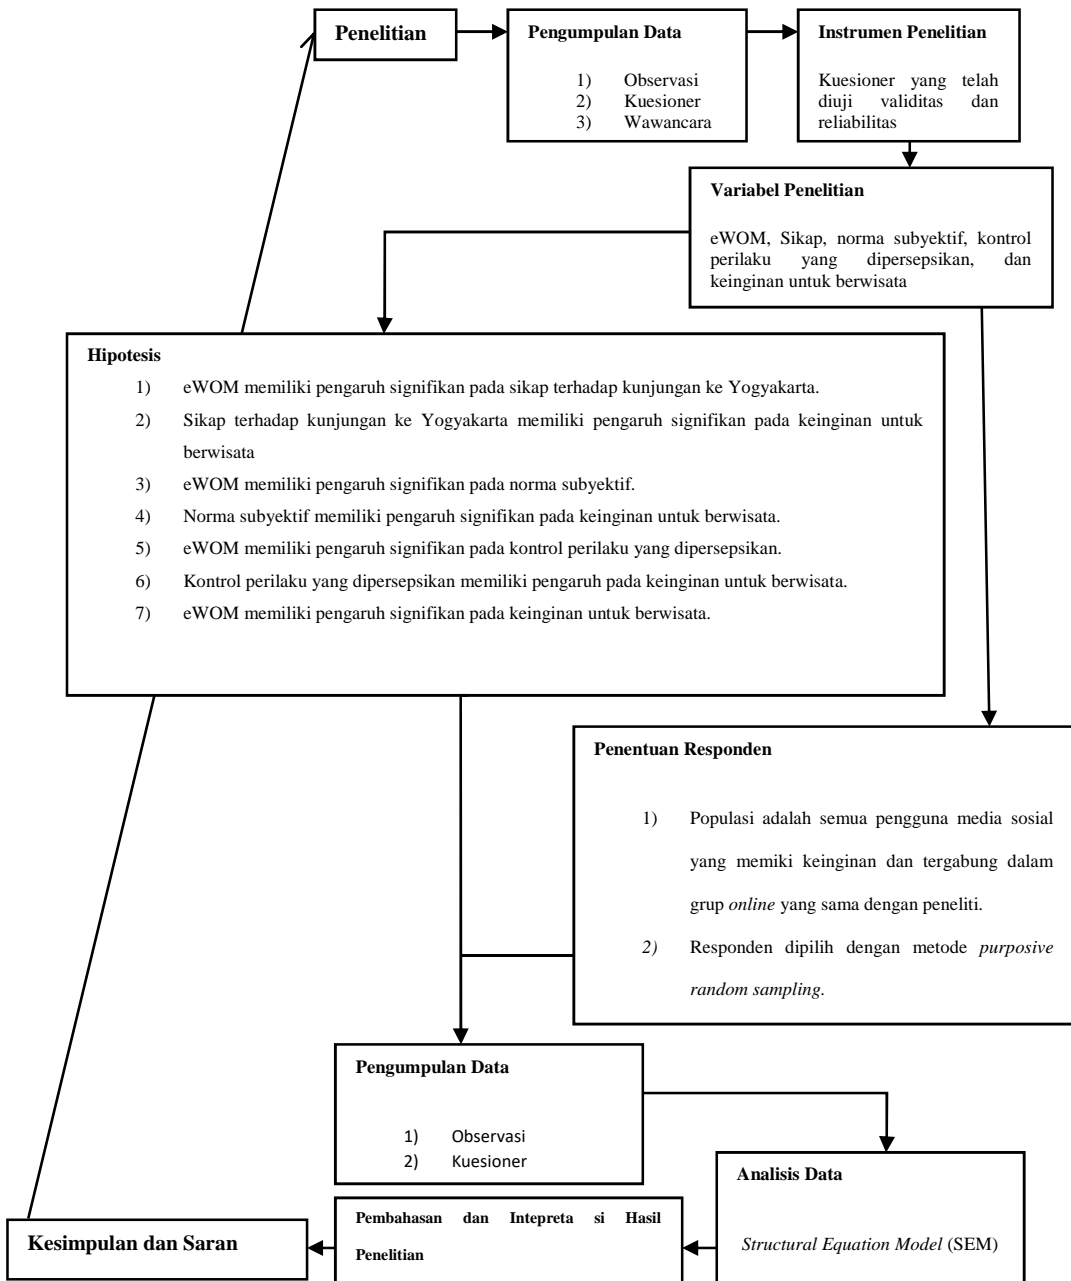 Penelitian
Pengumpulan Data
1) Observasi
2) Kuesioner
3) Wawancara
Instrumen Penelitian
Kuesioner yang telah
diuji validitas dan
reliabilitas
Variabel Penelitian
eWOM, Sikap, norma subyektif, kontrol
perilaku yang dipersepsikan, dan
keinginan untuk berwisata
Hipotesis
1) eWOM memiliki pengaruh signifikan pada sikap terhadap kunjungan ke Yogyakarta.
2) Sikap terhadap kunjungan ke Yogyakarta memiliki pengaruh signifikan pada keinginan untuk
berwisata
3) eWOM memiliki pengaruh signifikan pada norma subyektif.
4) Norma subyektif memiliki pengaruh signifikan pada keinginan untuk berwisata.
5) eWOM memiliki pengaruh signifikan pada kontrol perilaku yang dipersepsikan.
6) Kontrol perilaku yang dipersepsikan memiliki pengaruh pada keinginan untuk berwisata.
7) eWOM memiliki pengaruh signifikan pada keinginan untuk berwisata.
Penentuan Responden
1) Populasi adalah semua pengguna media sosial
yang memiki keinginan dan tergabung dalam
grup online yang sama dengan peneliti.
2) Responden dipilih dengan metode purposive
random sampling.
Pengumpulan Data
1) Observasi
2) Kuesioner
Analisis Data
Structural Equation Model (SEM)
Pembahasan dan Intepreta si Hasil
Penelitian
Kesimpulan dan Saran